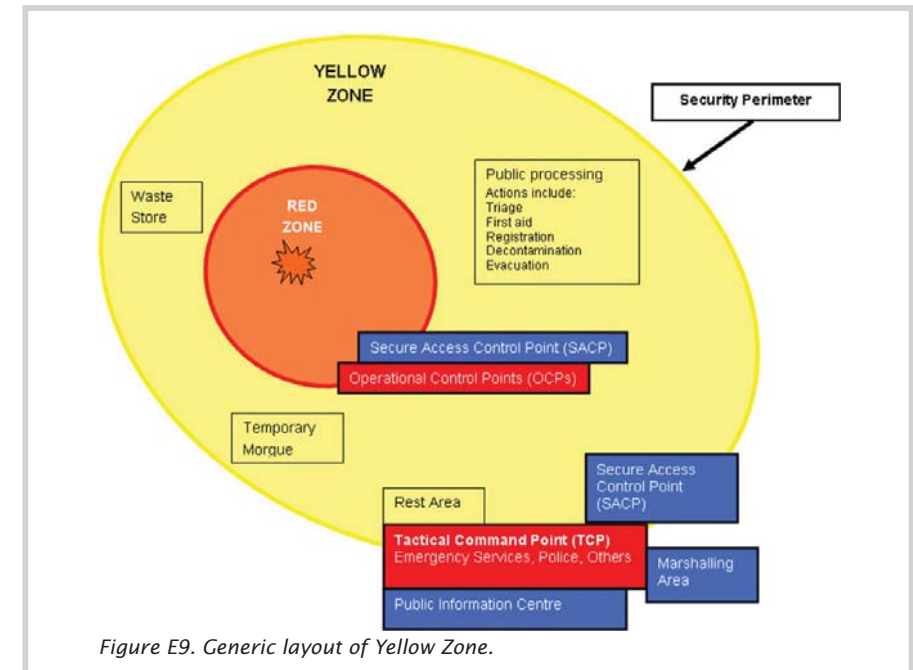 YELLOW
ZONE
Security Perimeter
Public processing
Actions include:
Triage
First aid
Registration
Decontamination
Evacuation
Waste
Store
RED
ZONE
Secure Access Control Point (SACP)
Operational Control Points (OCPs)
Temporary
Morgue
Secure Access
Control Point
(SACP)
Rest Area
Tactical Command Point (TCP)
Emergency Services, Police, Others
Marshalling
Area
Public Information Centre
Figure E9. Generic layout of Yellow Zone.